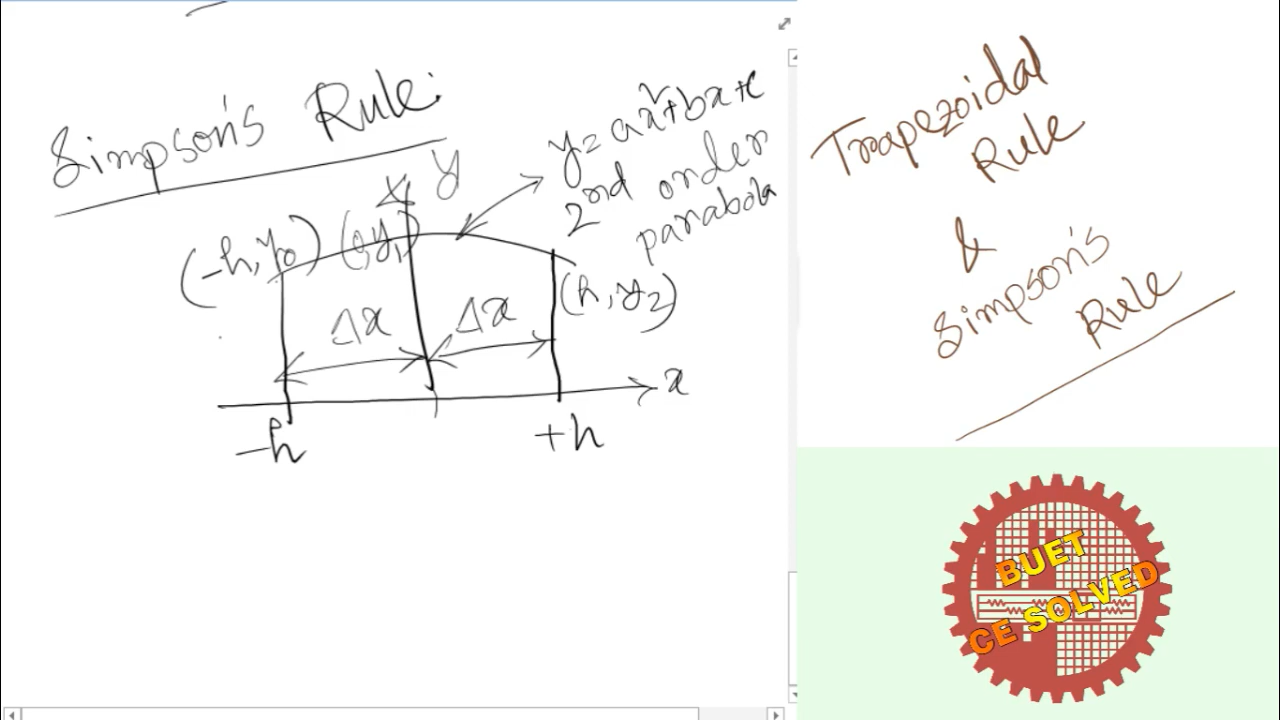 Simpson's Rule.
y
y = ax²+bx+c
2nd order
parabola
(-h, y₀) (0, y₁)
(h, y₂)
Δx Δx
x
-h +h
Trapezoidal
Rule
&
Simpson's
Rule
BUET
CE SOLVED